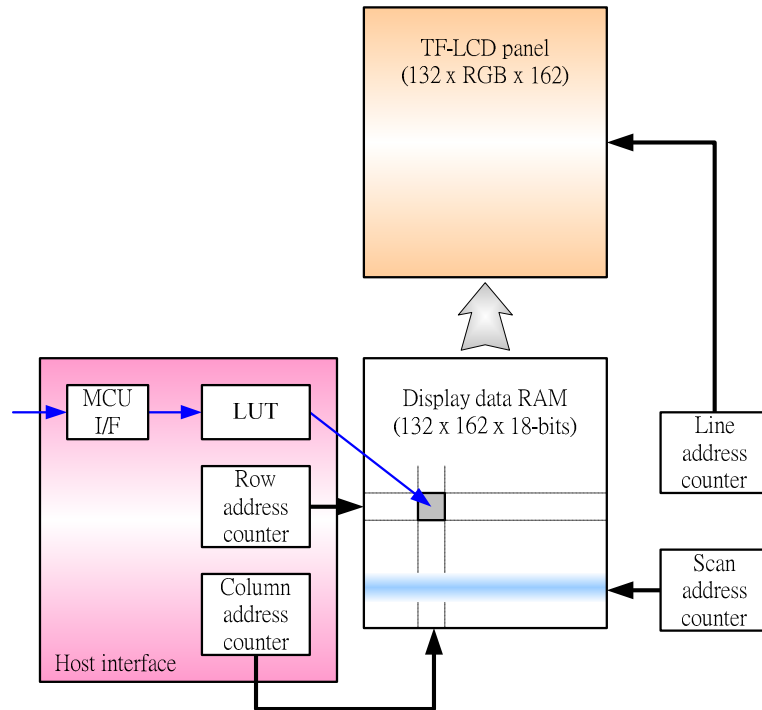 TF-LCD panel
(132 x RGB x 162)
MCU
I/F
LUT
Display data RAM
(132 x 162 x 18-bits)
Line
address
counter
Row
address
counter
Scan
address
counter
Column
address
counter
Host interface